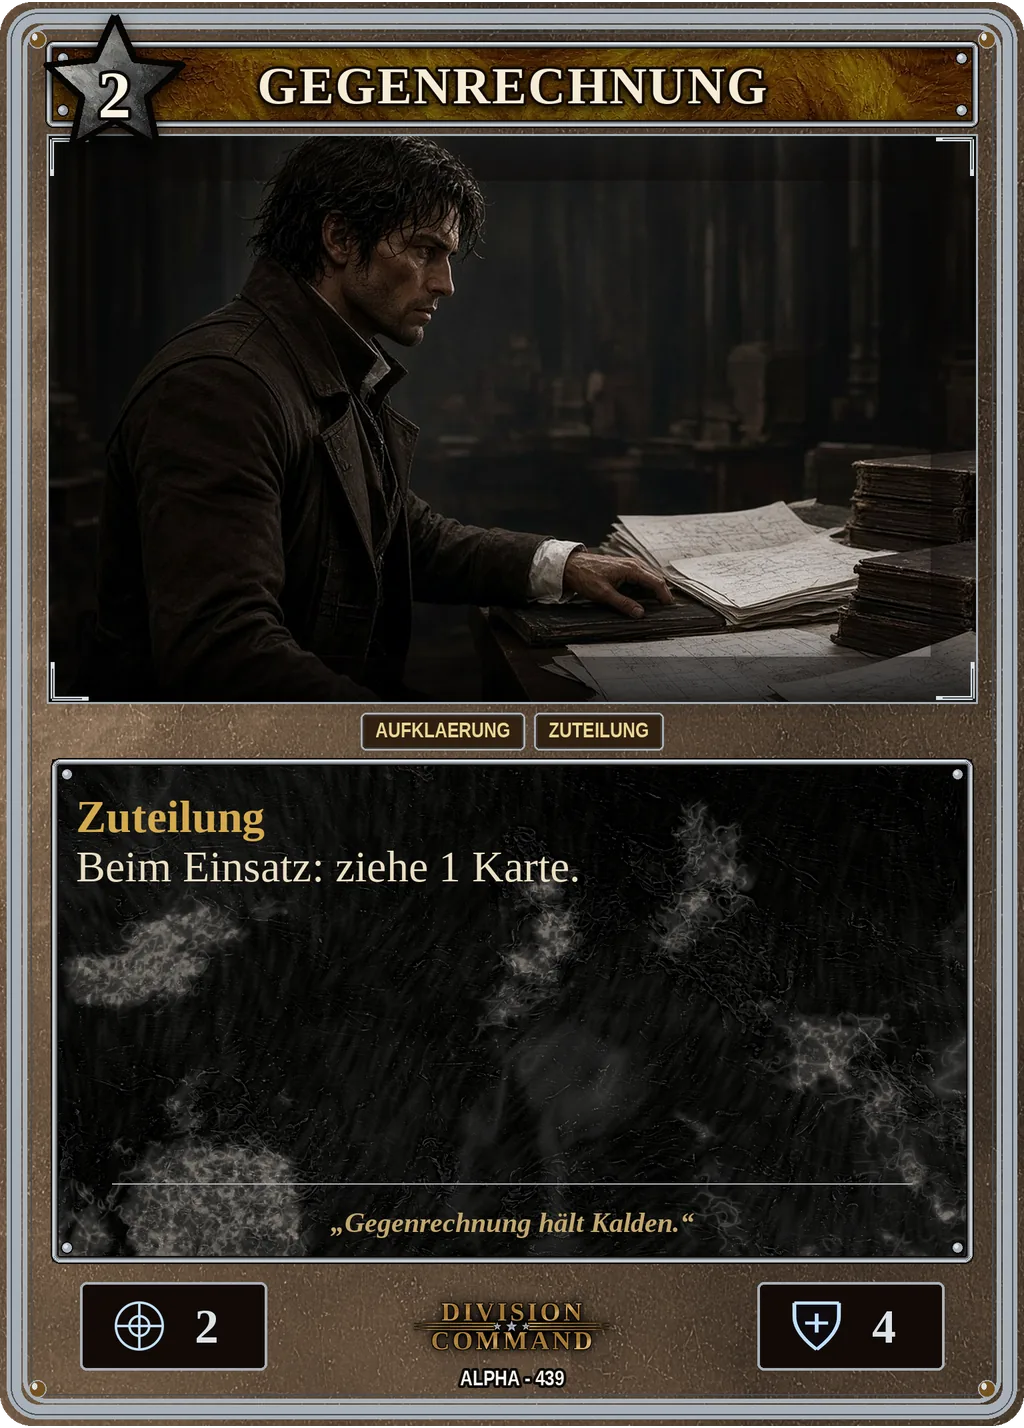 2
GEGENRECHNUNG
AUFKLAERUNG ZUTEILUNG
Zuteilung
Beim Einsatz: ziehe 1 Karte.
„Gegenrechnung hält Kalden.“
2
DIVISION
COMMAND
4
ALPHA - 439